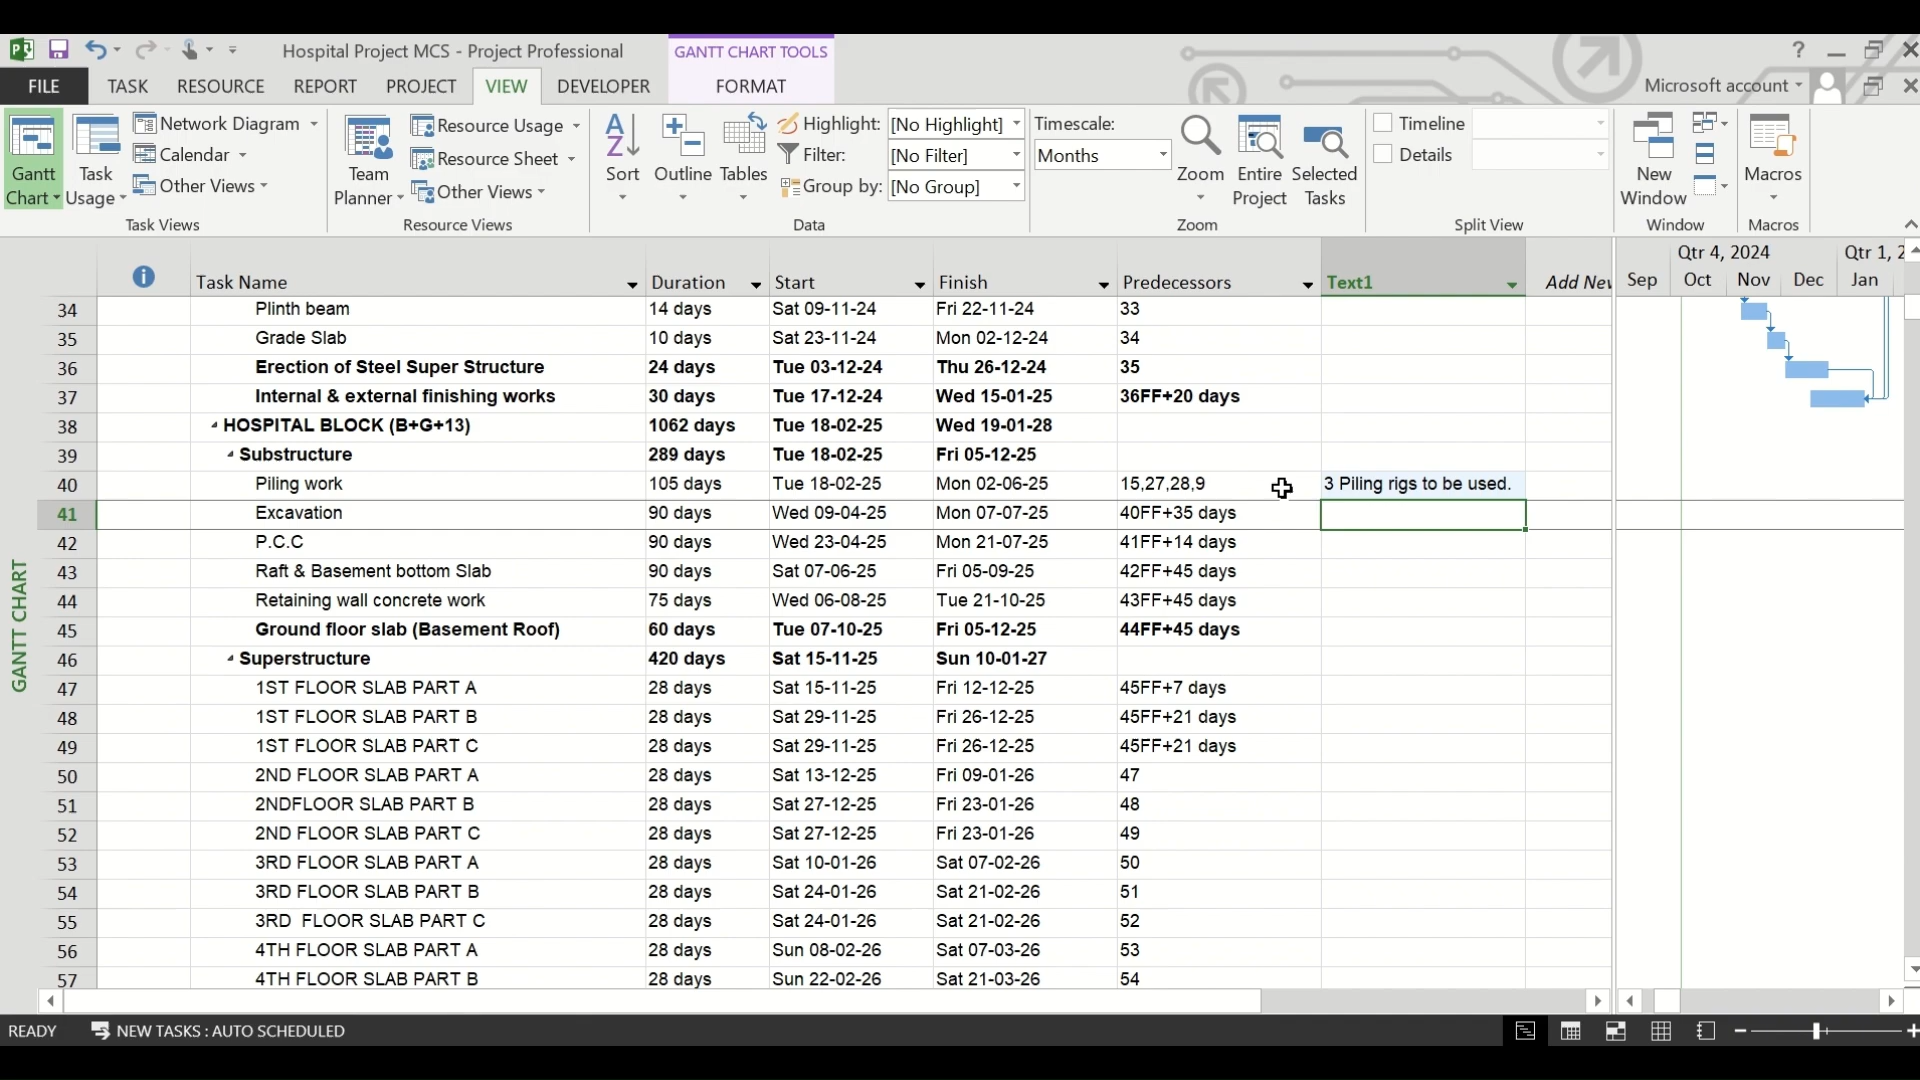 Hospital Project MCS - Project Professional
GANTT CHART TOOLS
?
FILE TASK RESOURCE REPORT PROJECT VIEW DEVELOPER FORMAT
Microsoft account
Gantt Chart
Task Usage
Network Diagram
Calendar
Other Views
Task Views
Team Planner
Resource Usage
Resource Sheet
Other Views
Resource Views
Sort
Outline
Tables
Highlight: [No Highlight]
Filter: [No Filter]
Group by: [No Group]
Data
Timescale:
Months
Zoom
Entire Project
Selected Tasks
Zoom
Timeline
Details
Split View
New Window
Window
Macros
Macros
Task Name Duration Start Finish Predecessors Text1 Add New
Qtr 4, 2024 Qtr 1, 2
Sep Oct Nov Dec Jan
34 Plinth beam 14 days Sat 09-11-24 Fri 22-11-24 33
35 Grade Slab 10 days Sat 23-11-24 Mon 02-12-24 34
36 Erection of Steel Super Structure 24 days Tue 03-12-24 Thu 26-12-24 35
37 Internal & external finishing works 30 days Tue 17-12-24 Wed 15-01-25 36FF+20 days
38 HOSPITAL BLOCK (B+G+13) 1062 days Tue 18-02-25 Wed 19-01-28
39 Substructure 289 days Tue 18-02-25 Fri 05-12-25
40 Piling work 105 days Tue 18-02-25 Mon 02-06-25 15,27,28,9 3 Piling rigs to be used.
41 Excavation 90 days Wed 09-04-25 Mon 07-07-25 40FF+35 days
42 P.C.C 90 days Wed 23-04-25 Mon 21-07-25 41FF+14 days
43 Raft & Basement bottom Slab 90 days Sat 07-06-25 Fri 05-09-25 42FF+45 days
44 Retaining wall concrete work 75 days Wed 06-08-25 Tue 21-10-25 43FF+45 days
45 Ground floor slab (Basement Roof) 60 days Tue 07-10-25 Fri 05-12-25 44FF+45 days
46 Superstructure 420 days Sat 15-11-25 Sun 10-01-27
47 1ST FLOOR SLAB PART A 28 days Sat 15-11-25 Fri 12-12-25 45FF+7 days
48 1ST FLOOR SLAB PART B 28 days Sat 29-11-25 Fri 26-12-25 45FF+21 days
49 1ST FLOOR SLAB PART C 28 days Sat 29-11-25 Fri 26-12-25 45FF+21 days
50 2ND FLOOR SLAB PART A 28 days Sat 13-12-25 Fri 09-01-26 47
51 2NDFLOOR SLAB PART B 28 days Sat 27-12-25 Fri 23-01-26 48
52 2ND FLOOR SLAB PART C 28 days Sat 27-12-25 Fri 23-01-26 49
53 3RD FLOOR SLAB PART A 28 days Sat 10-01-26 Sat 07-02-26 50
54 3RD FLOOR SLAB PART B 28 days Sat 24-01-26 Sat 21-02-26 51
55 3RD  FLOOR SLAB PART C 28 days Sat 24-01-26 Sat 21-02-26 52
56 4TH FLOOR SLAB PART A 28 days Sun 08-02-26 Sat 07-03-26 53
57 4TH FLOOR SLAB PART B 28 days Sun 22-02-26 Sat 21-03-26 54
GANTT CHART
READY NEW TASKS : AUTO SCHEDULED